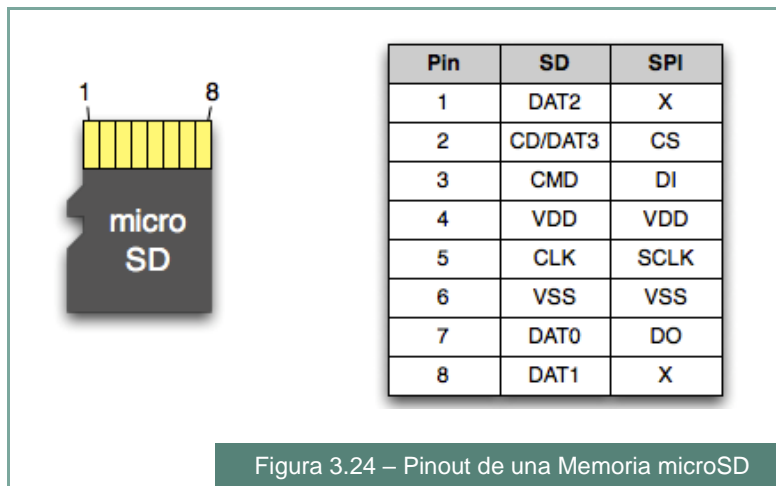 1 8
micro
SD
Pin SD SPI
1 DAT2 X
2 CD/DAT3 CS
3 CMD DI
4 VDD VDD
5 CLK SCLK
6 VSS VSS
7 DAT0 DO
8 DAT1 X
Figura 3.24 – Pinout de una Memoria microSD